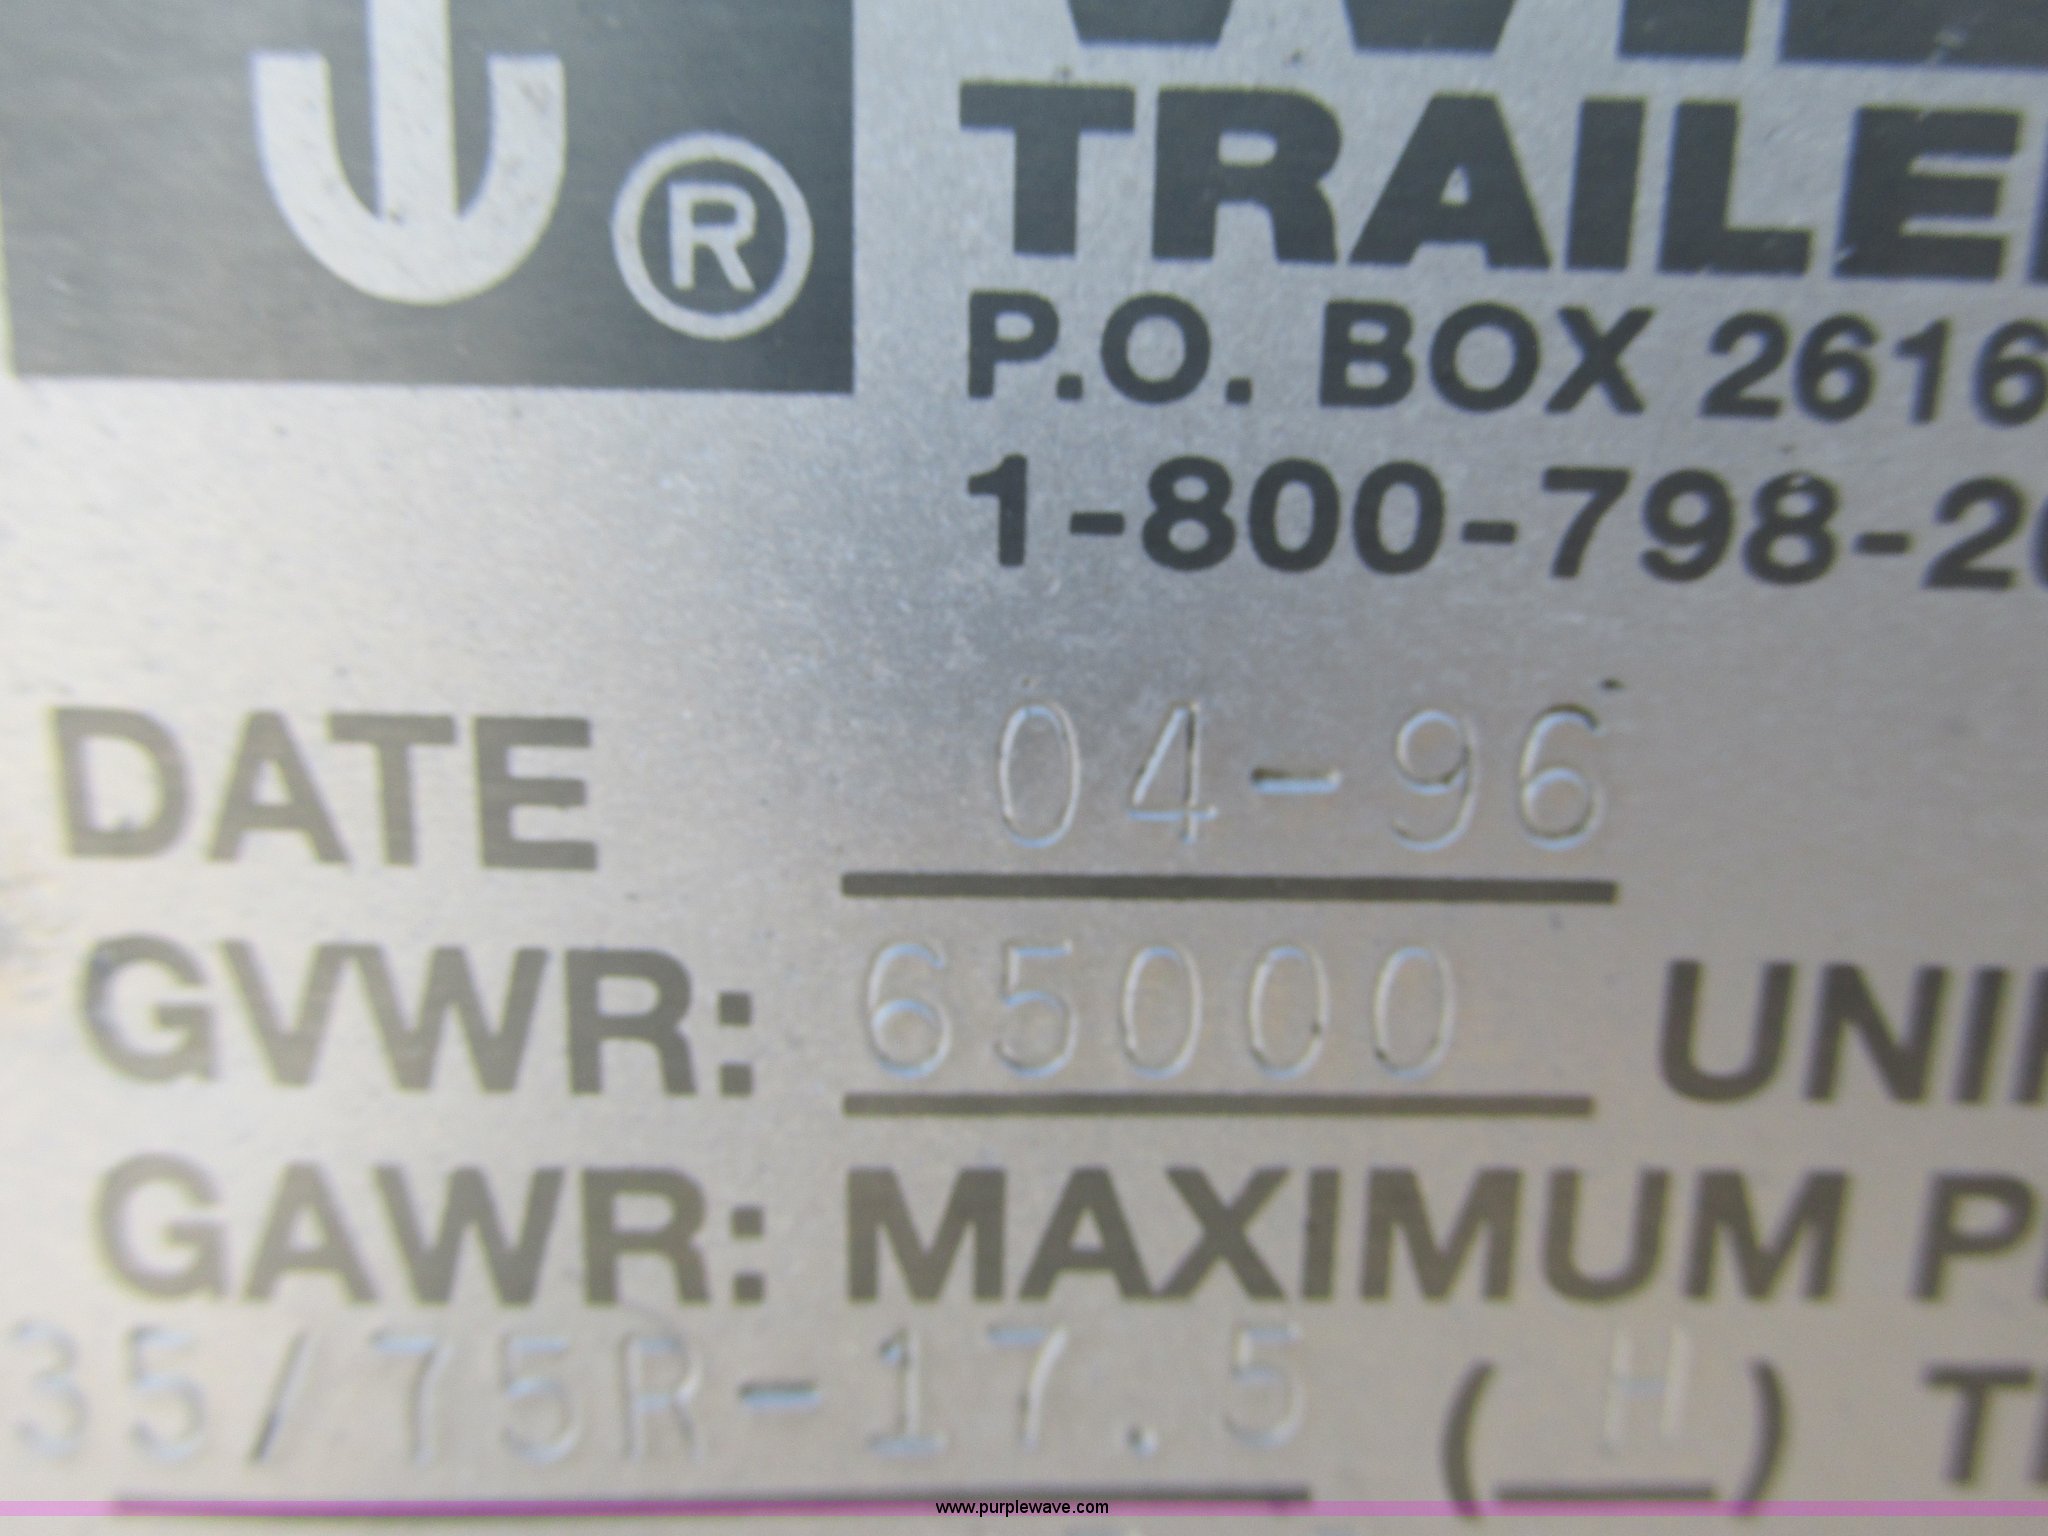 ®
TRAILE
P.O. BOX 2616
1-800-798-20
DATE 04-96
GVWR: 65000 UNI
GAWR: MAXIMUM P
35/75R-17.5 (H) T
www.purplewave.com